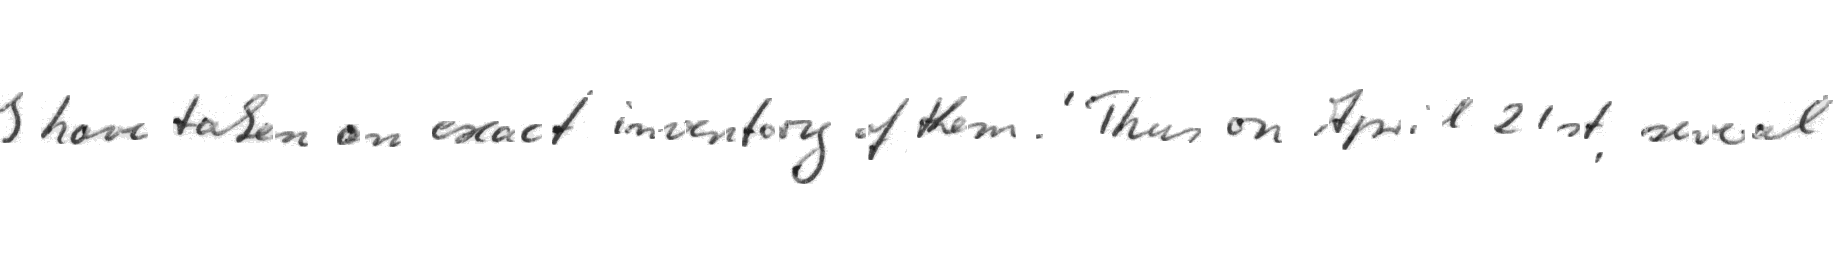 I have taken an exact inventory of them.' Thus on April 21st, several